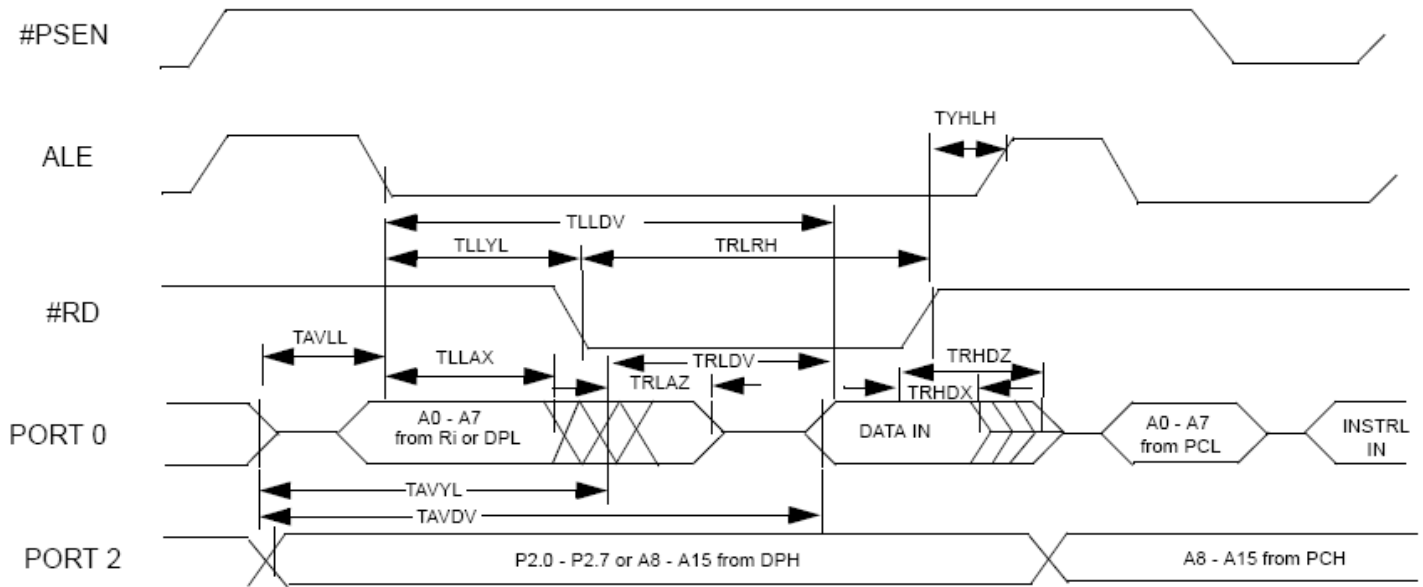 #PSEN
TYHLH
ALE
TLLDV
TLLYL
TRLRH
#RD
TAVLL
TLLAX
TRLDV
TRHDZ
TRLAZ
TRHDX
PORT 0
A0 - A7
from Ri or DPL
DATA IN
A0 - A7
from PCL
INSTRL
IN
TAVYL
TAVDV
PORT 2
P2.0 - P2.7 or A8 - A15 from DPH
A8 - A15 from PCH